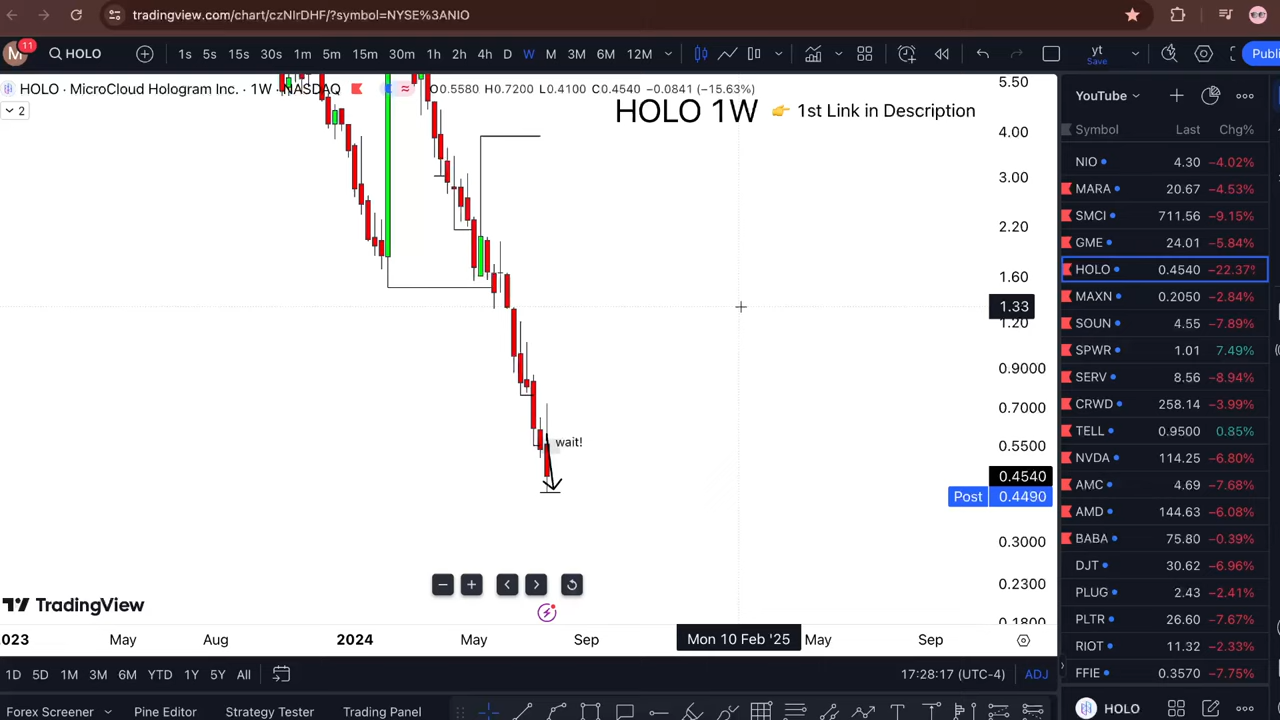 tradingview.com/chart/czNIrDHF/?symbol=NYSE%3ANIO
M 11 HOLO 1s 5s 15s 30s 1m 5m 15m 30m 1h 2h 4h D W M 3M 6M 12M yt Save Publi
HOLO · MicroCloud Hologram Inc. · 1W · NASDAQ O0.5580 H0.7200 L0.4100 C0.4540 −0.0841 (−15.63%)
2
HOLO 1W 👉 1st Link in Description
5.50
4.00
3.00
2.20
1.60
1.33
1.20
0.9000
0.7000
wait!
0.5500
0.4540
Post 0.4490
0.3000
0.2300
0.1800
TradingView
2023 May Aug 2024 May Sep Mon 10 Feb '25 May Sep
1D 5D 1M 3M 6M YTD 1Y 5Y All 17:28:17 (UTC-4) ADJ
Forex Screener Pine Editor Strategy Tester Trading Panel
YouTube
Symbol Last Chg%
NIO 4.30 −4.02%
MARA 20.67 −4.53%
SMCI 711.56 −9.15%
GME 24.01 −5.84%
HOLO 0.4540 −22.37%
MAXN 0.2050 −2.84%
SOUN 4.55 −7.89%
SPWR 1.01 7.49%
SERV 8.56 −8.94%
CRWD 258.14 −3.99%
TELL 0.9500 0.85%
NVDA 114.25 −6.80%
AMC 4.69 −7.68%
AMD 144.63 −6.08%
BABA 75.80 −0.39%
DJT 30.62 −6.96%
PLUG 2.43 −2.41%
PLTR 26.60 −7.67%
RIOT 11.32 −2.33%
FFIE 0.3570 −7.75%
HOLO